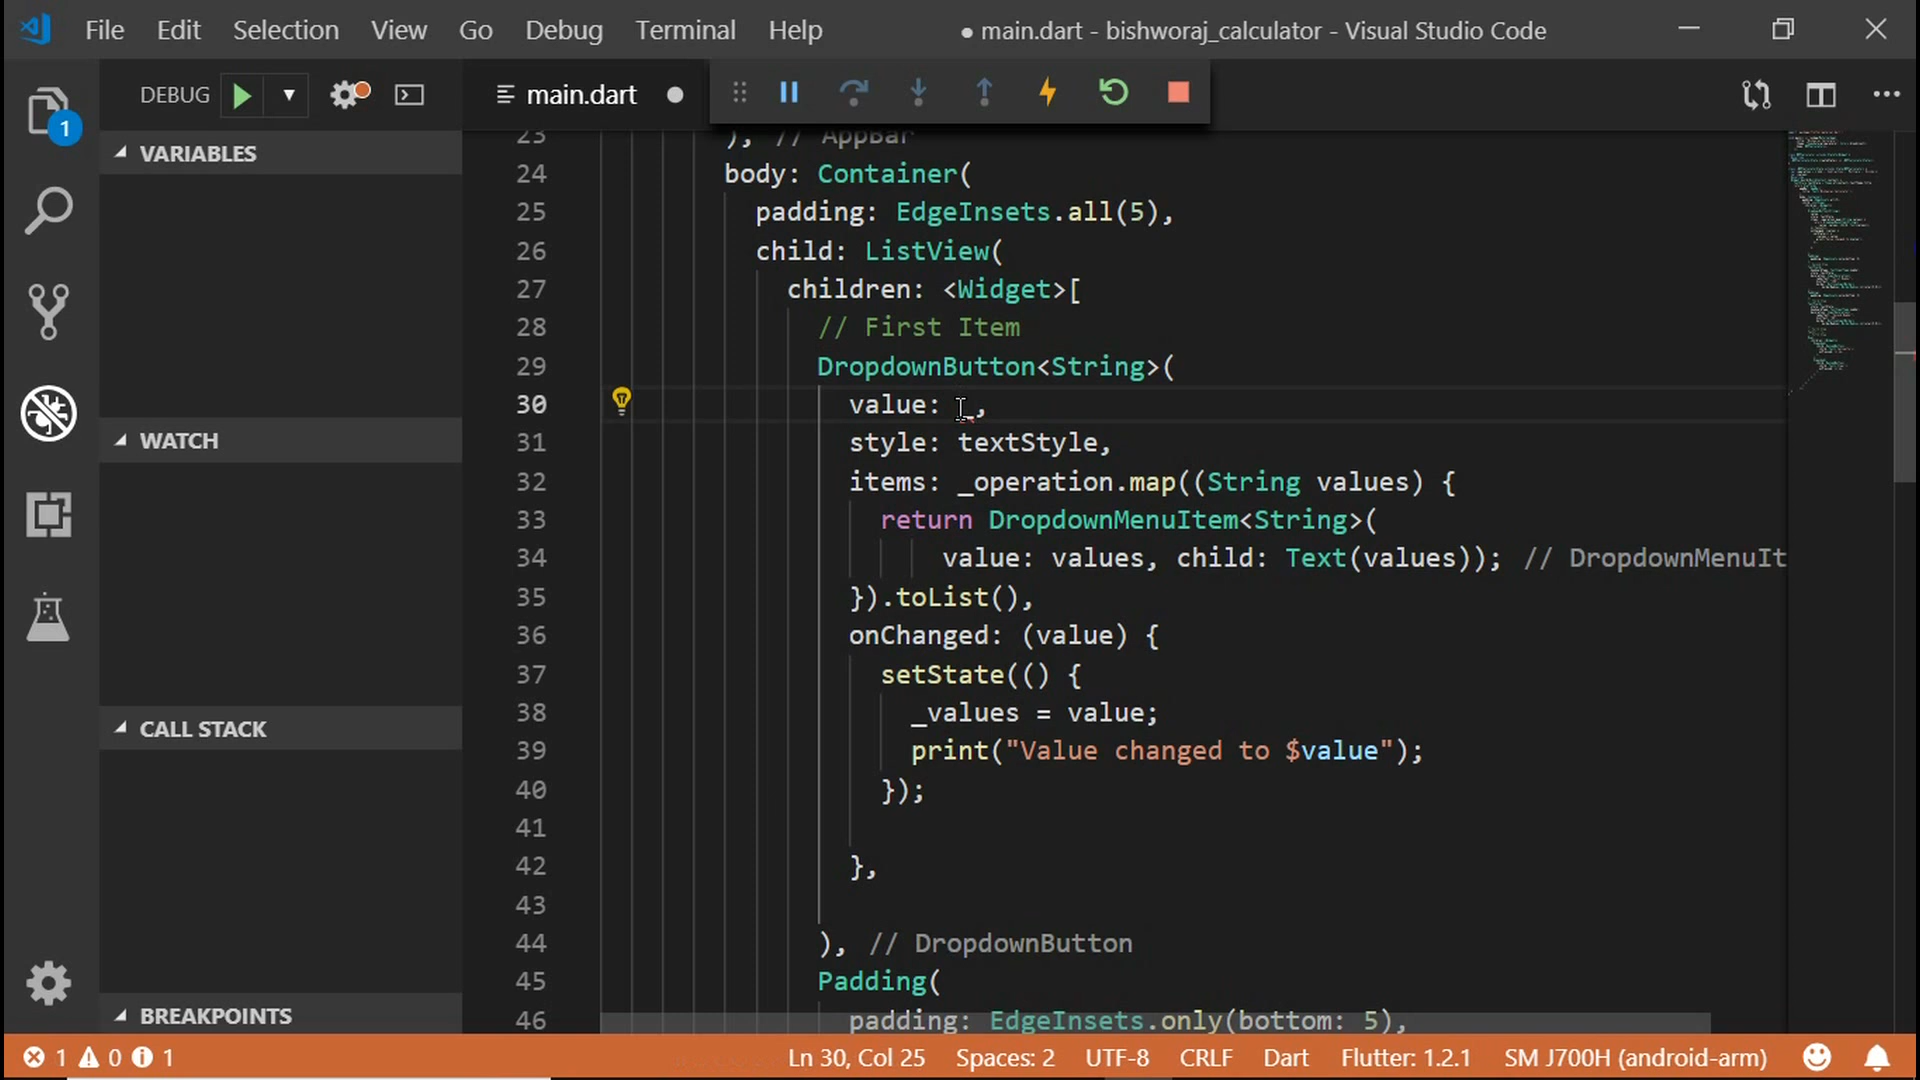 File Edit Selection View Go Debug Terminal Help ● main.dart - bishworaj_calculator - Visual Studio Code
DEBUG
main.dart
1
VARIABLES
WATCH
CALL STACK
BREAKPOINTS
23 ), // AppBar
24 body: Container(
25 padding: EdgeInsets.all(5),
26 child: ListView(
27 children: <Widget>[
28 // First Item
29 DropdownButton<String>(
30 value: _,
31 style: textStyle,
32 items: _operation.map((String values) {
33 return DropdownMenuItem<String>(
34 value: values, child: Text(values)); // DropdownMenuIt
35 }).toList(),
36 onChanged: (value) {
37 setState(() {
38 _values = value;
39 print("Value changed to $value");
40 });
41
42 },
43
44 ), // DropdownButton
45 Padding(
46 padding: EdgeInsets.only(bottom: 5),
1 0 1 Ln 30, Col 25 Spaces: 2 UTF-8 CRLF Dart Flutter: 1.2.1 SM J700H (android-arm)